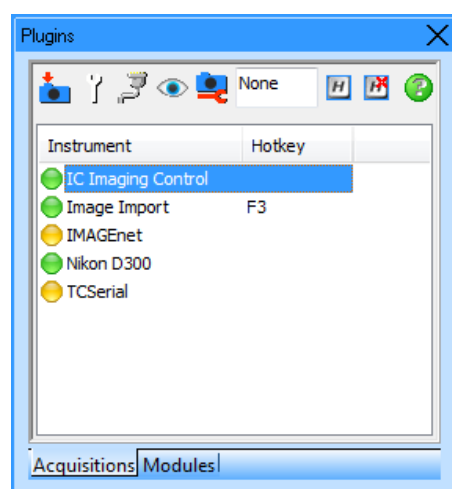 Plugins
None
H
H
?
Instrument Hotkey
IC Imaging Control
Image Import F3
IMAGEnet
Nikon D300
TCSerial
Acquisitions Modules